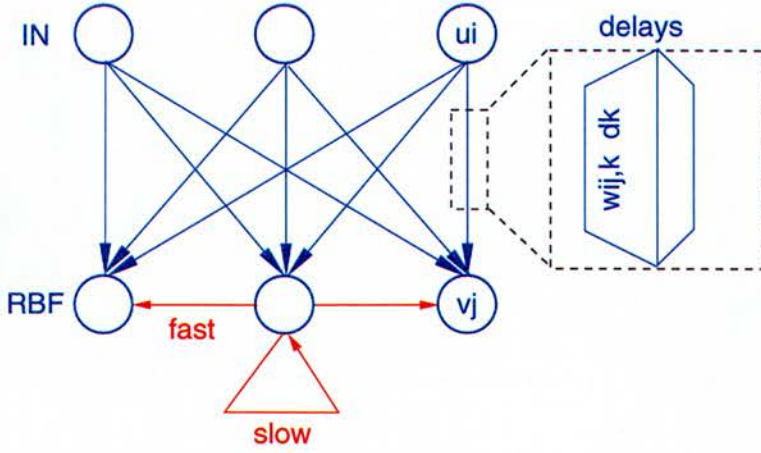 IN
ui
delays
wij,k dk
RBF
vj
fast
slow